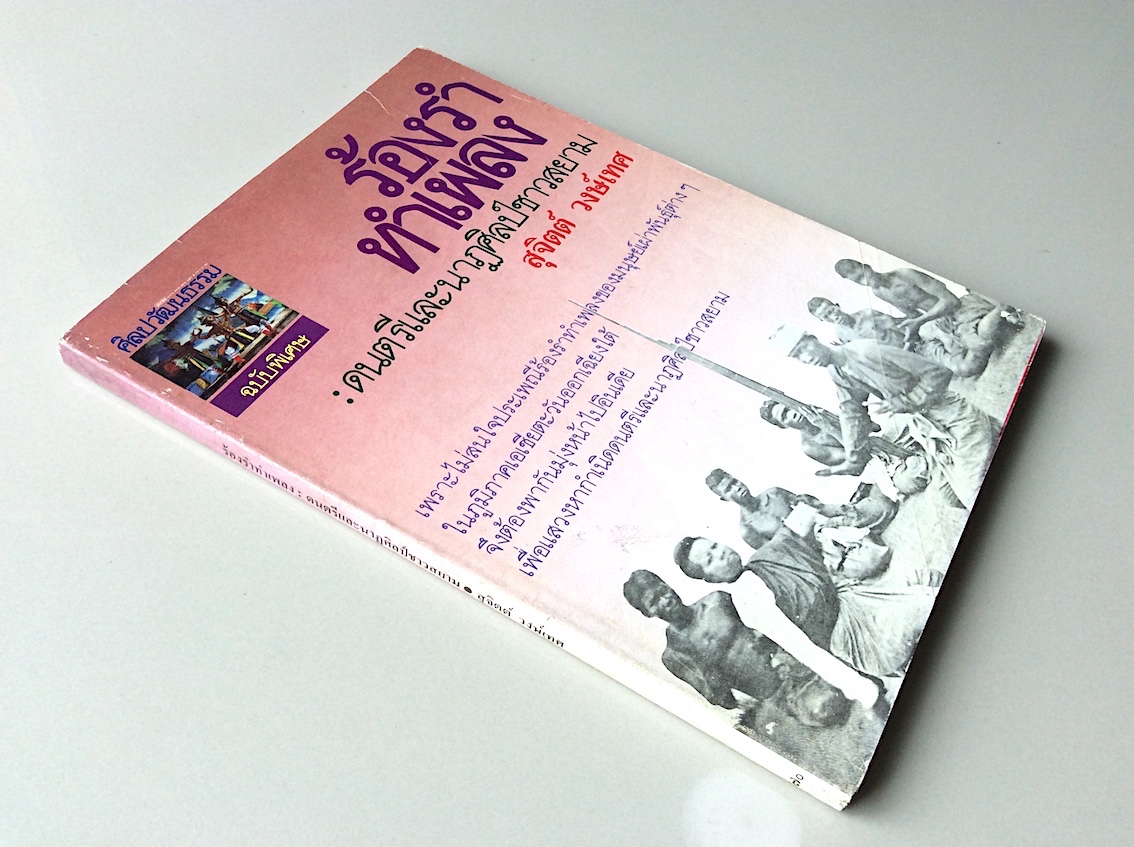 ร้องรำ
ทำเพลง
:ดนตรีและนาฏศิลป์ชาวสยาม
สุจิตต์ วงษ์เทศ
ศิลปวัฒนธรรม
ฉบับพิเศษ
เพราะไม่สนใจประเพณีร้องรำทำเพลงของมนุษย์เผ่าพันธุ์ต่าง ๆ
ในภูมิภาคเอเชียตะวันออกเฉียงใต้
จึงต้องพากันมุ่งหน้าไปอินเดีย
เพื่อแสวงหากำเนิดดนตรีและนาฏศิลป์ชาวสยาม
ร้องรำทำเพลง : ดนตรีและนาฏศิลป์ชาวสยาม ● สุจิตต์ วงษ์เทศ